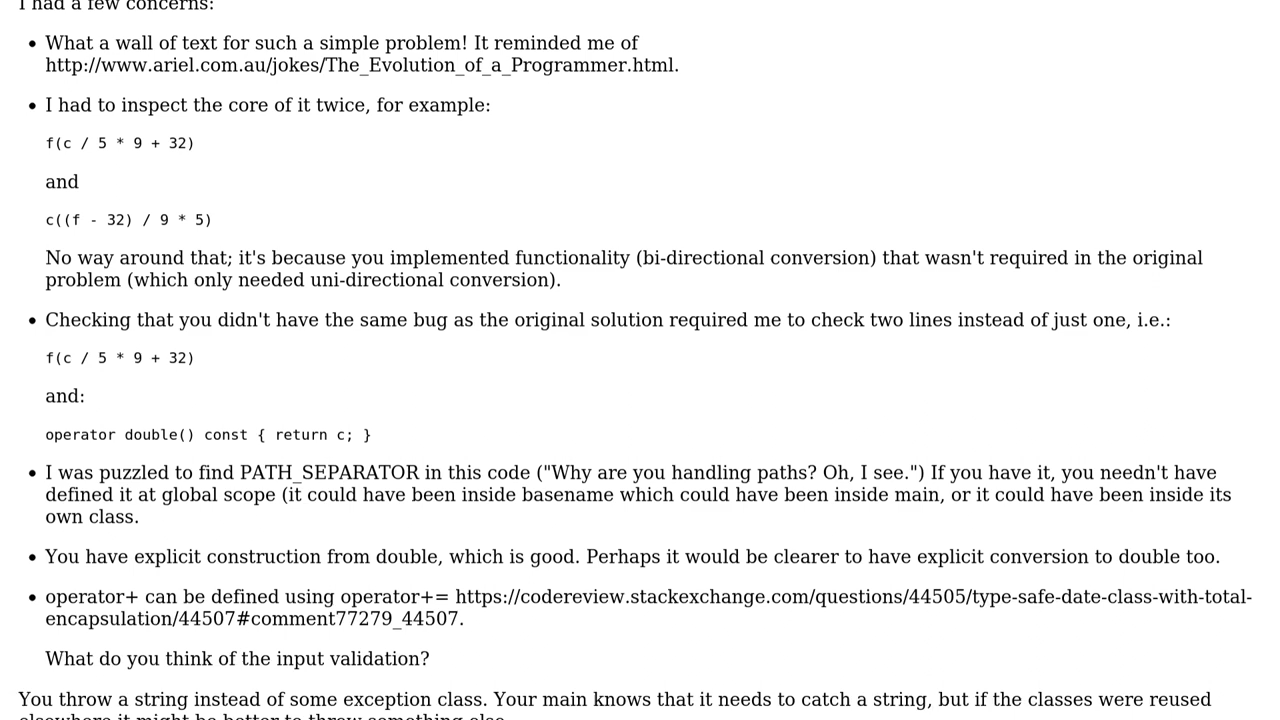 I had a few concerns:
• What a wall of text for such a simple problem! It reminded me of
http://www.ariel.com.au/jokes/The_Evolution_of_a_Programmer.html.
• I had to inspect the core of it twice, for example:
f(c / 5 * 9 + 32)
and
c((f - 32) / 9 * 5)
No way around that; it's because you implemented functionality (bi-directional conversion) that wasn't required in the original
problem (which only needed uni-directional conversion).
• Checking that you didn't have the same bug as the original solution required me to check two lines instead of just one, i.e.:
f(c / 5 * 9 + 32)
and:
operator double() const { return c; }
• I was puzzled to find PATH_SEPARATOR in this code ("Why are you handling paths? Oh, I see.") If you have it, you needn't have
defined it at global scope (it could have been inside basename which could have been inside main, or it could have been inside its
own class.
• You have explicit construction from double, which is good. Perhaps it would be clearer to have explicit conversion to double too.
• operator+ can be defined using operator+= https://codereview.stackexchange.com/questions/44505/type-safe-date-class-with-total-
encapsulation/44507#comment77279_44507.
What do you think of the input validation?
You throw a string instead of some exception class. Your main knows that it needs to catch a string, but if the classes were reused
elsewhere it might be better to throw something else.